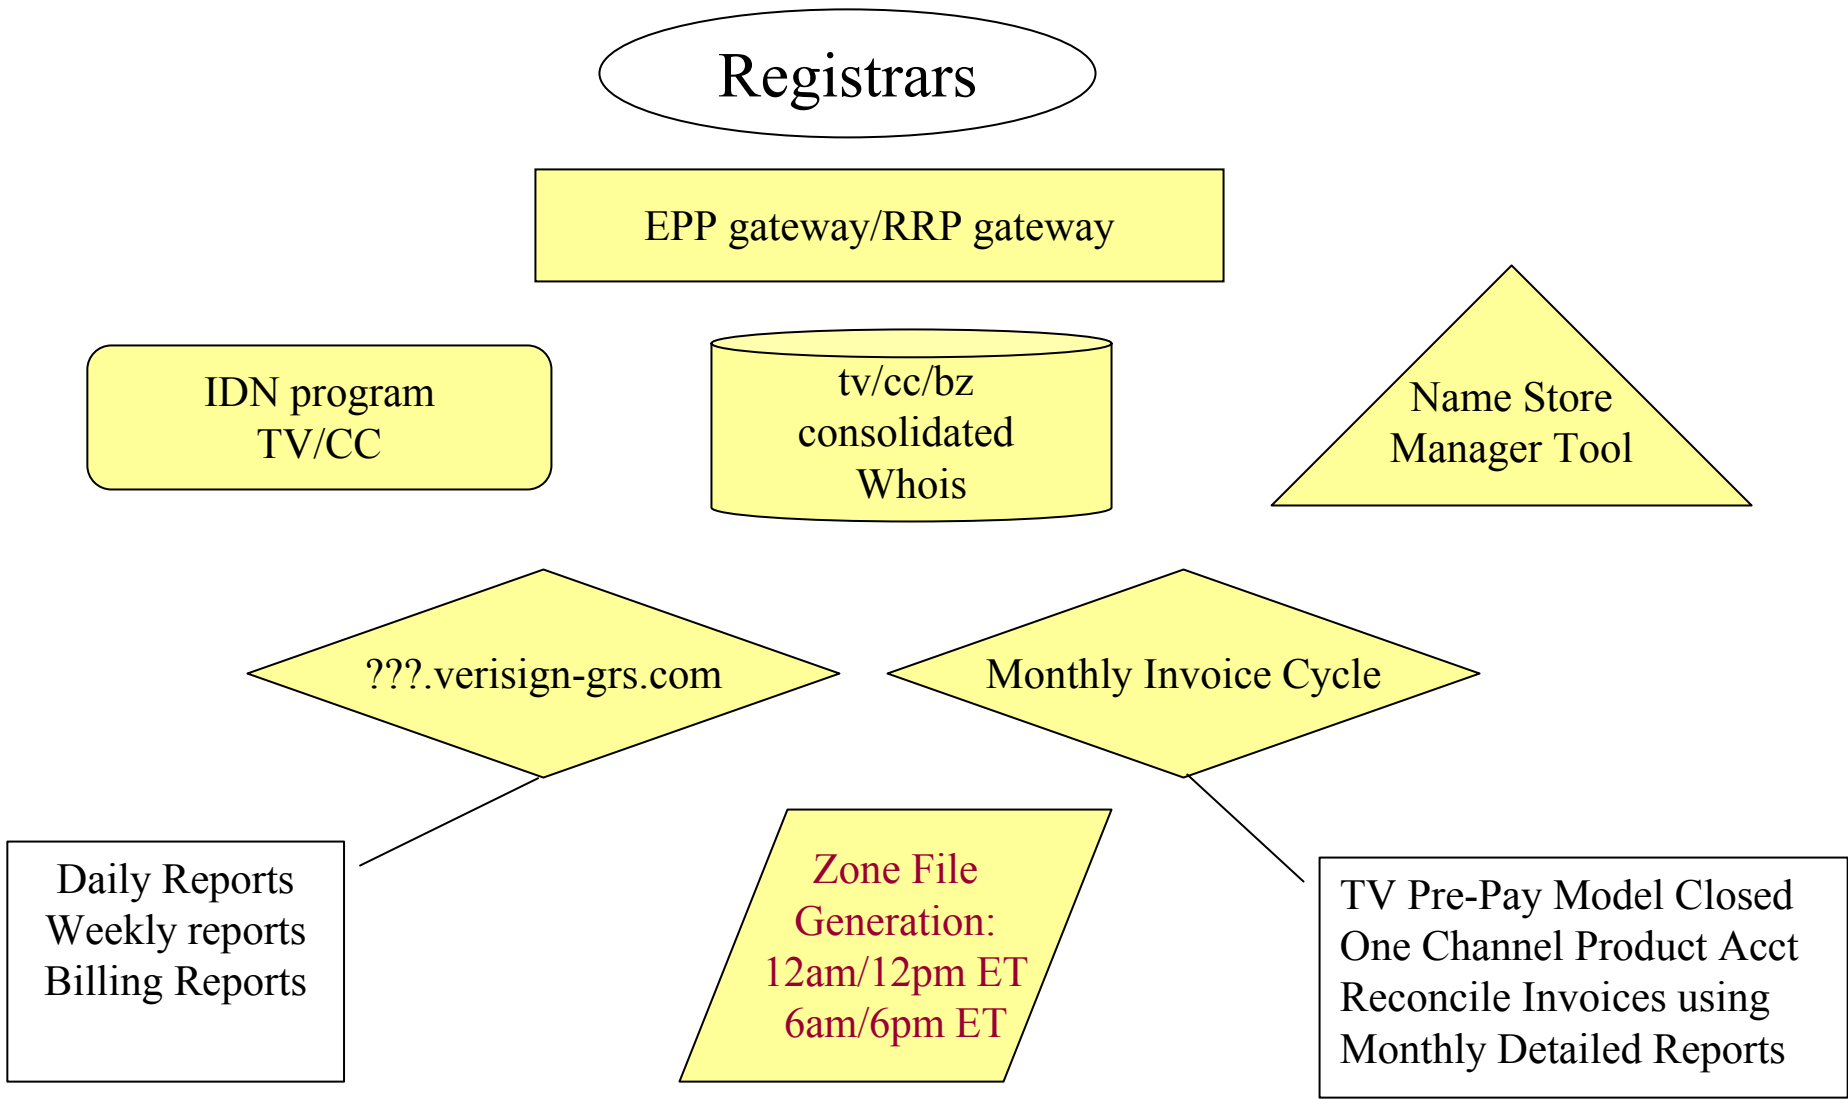 Registrars
EPP gateway/RRP gateway
IDN program
TV/CC
tv/cc/bz
consolidated
Whois
Name Store
Manager Tool
???.verisign-grs.com
Monthly Invoice Cycle
Daily Reports
Weekly reports
Billing Reports
Zone File
Generation:
12am/12pm ET
6am/6pm ET
TV Pre-Pay Model Closed
One Channel Product Acct
Reconcile Invoices using
Monthly Detailed Reports